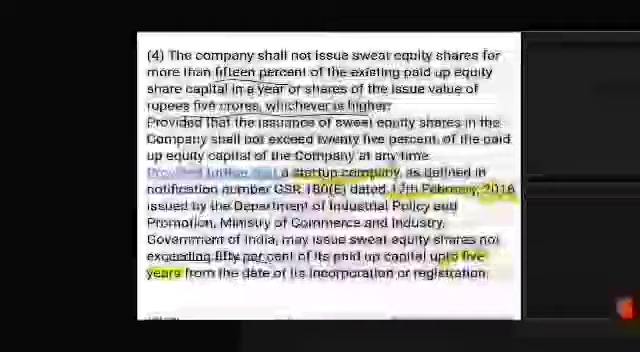 (4) The company shall not issue sweat equity shares for
more than fifteen percent of the existing paid up equity
share capital in a year or shares of the issue value of
rupees five crores, whichever is higher:
Provided that the issuance of sweat equity shares in the
Company shall not exceed twenty five percent, of the paid
up equity capital of the Company at any time
Provided further that a startup company, as defined in
notification number GSR 180(E) dated 17th February, 2016
issued by the Department of Industrial Policy and
Promotion, Ministry of Commerce and Industry,
Government of India, may issue sweat equity shares not
exceeding fifty per cent of its paid up capital upto five
years from the date of its incorporation or registration.